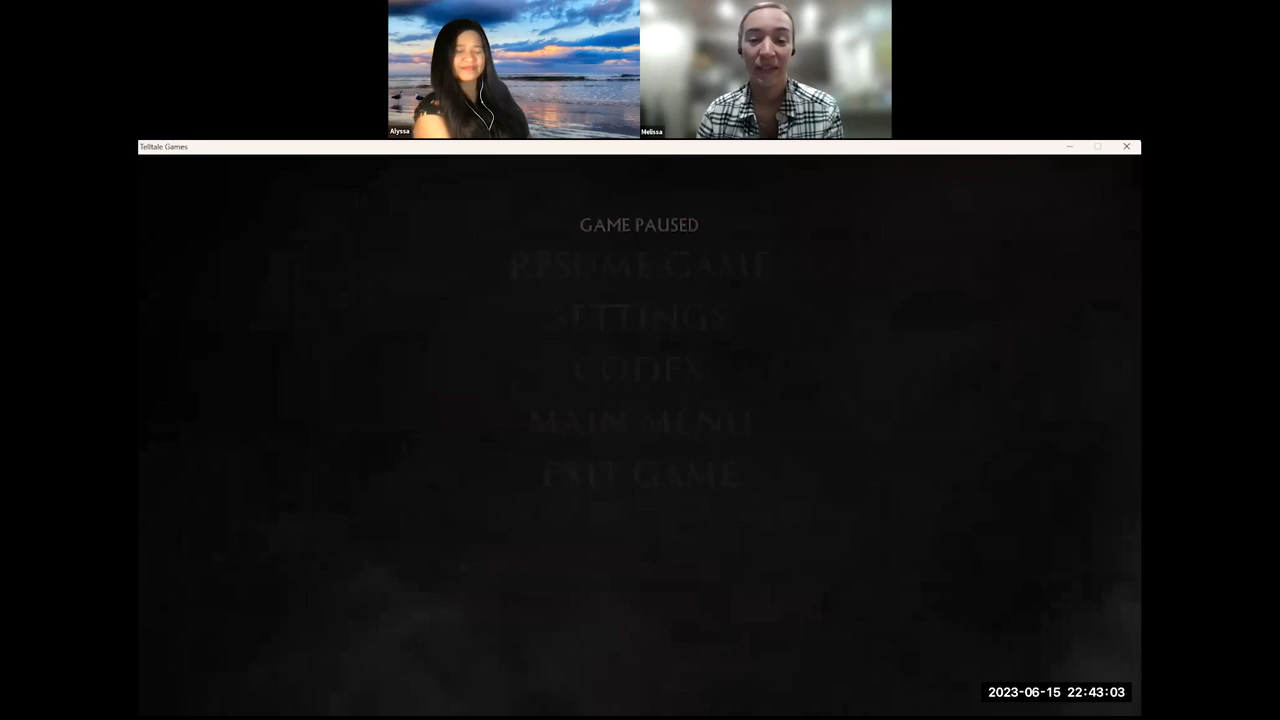 Alyssa
Melissa
Telltale Games
GAME PAUSED
RESUME GAME
SETTINGS
CODEX
MAIN MENU
EXIT GAME
2023-06-15 22:43:03